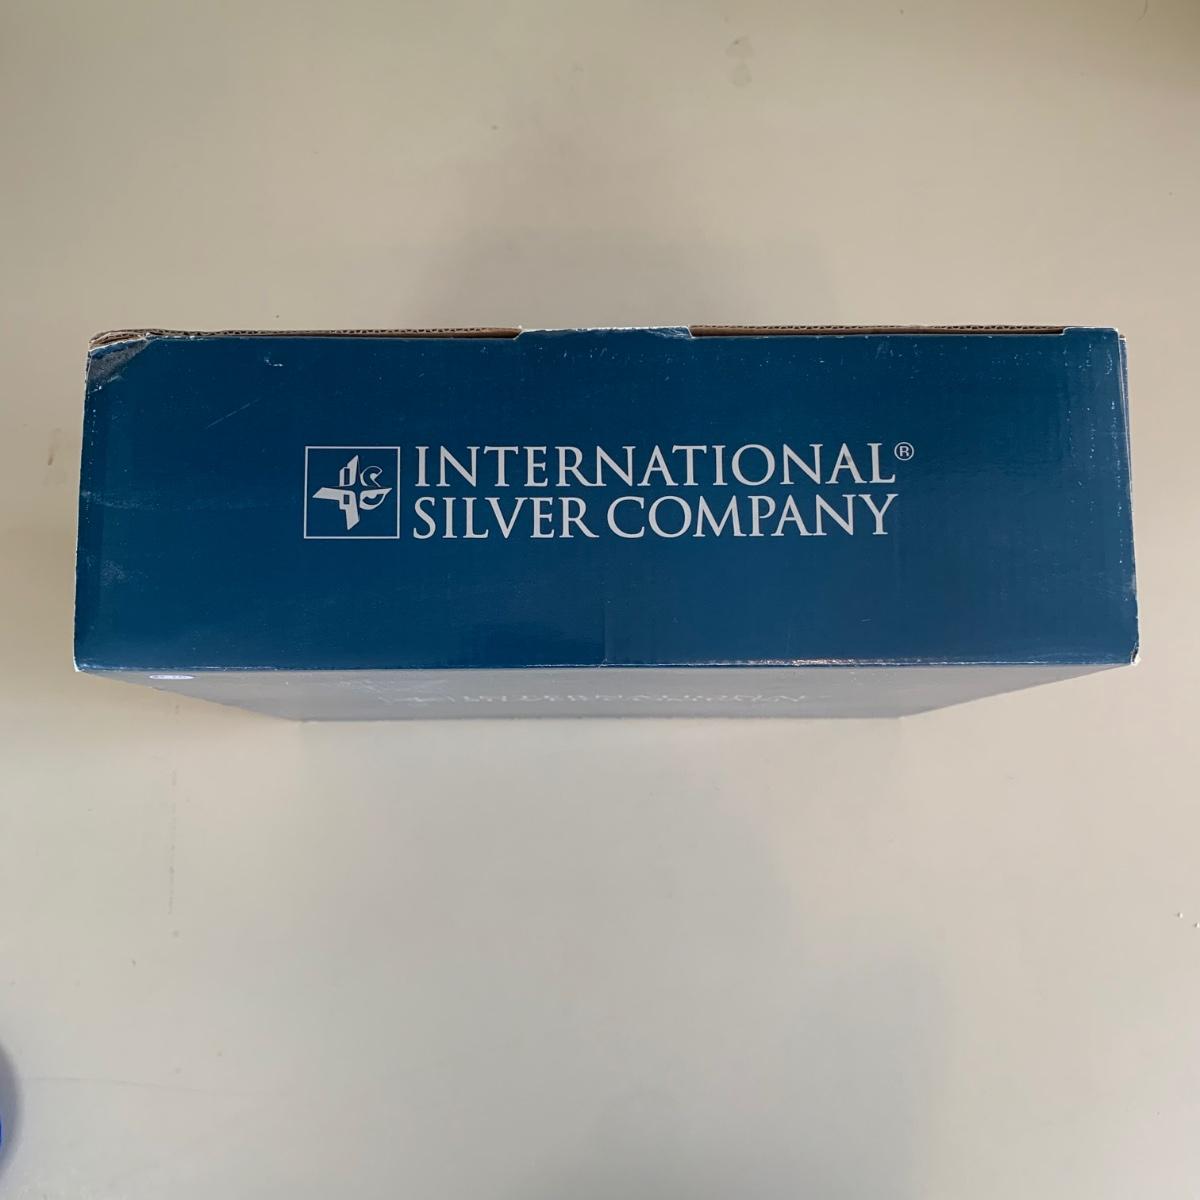 INTERNATIONAL®
SILVER COMPANY